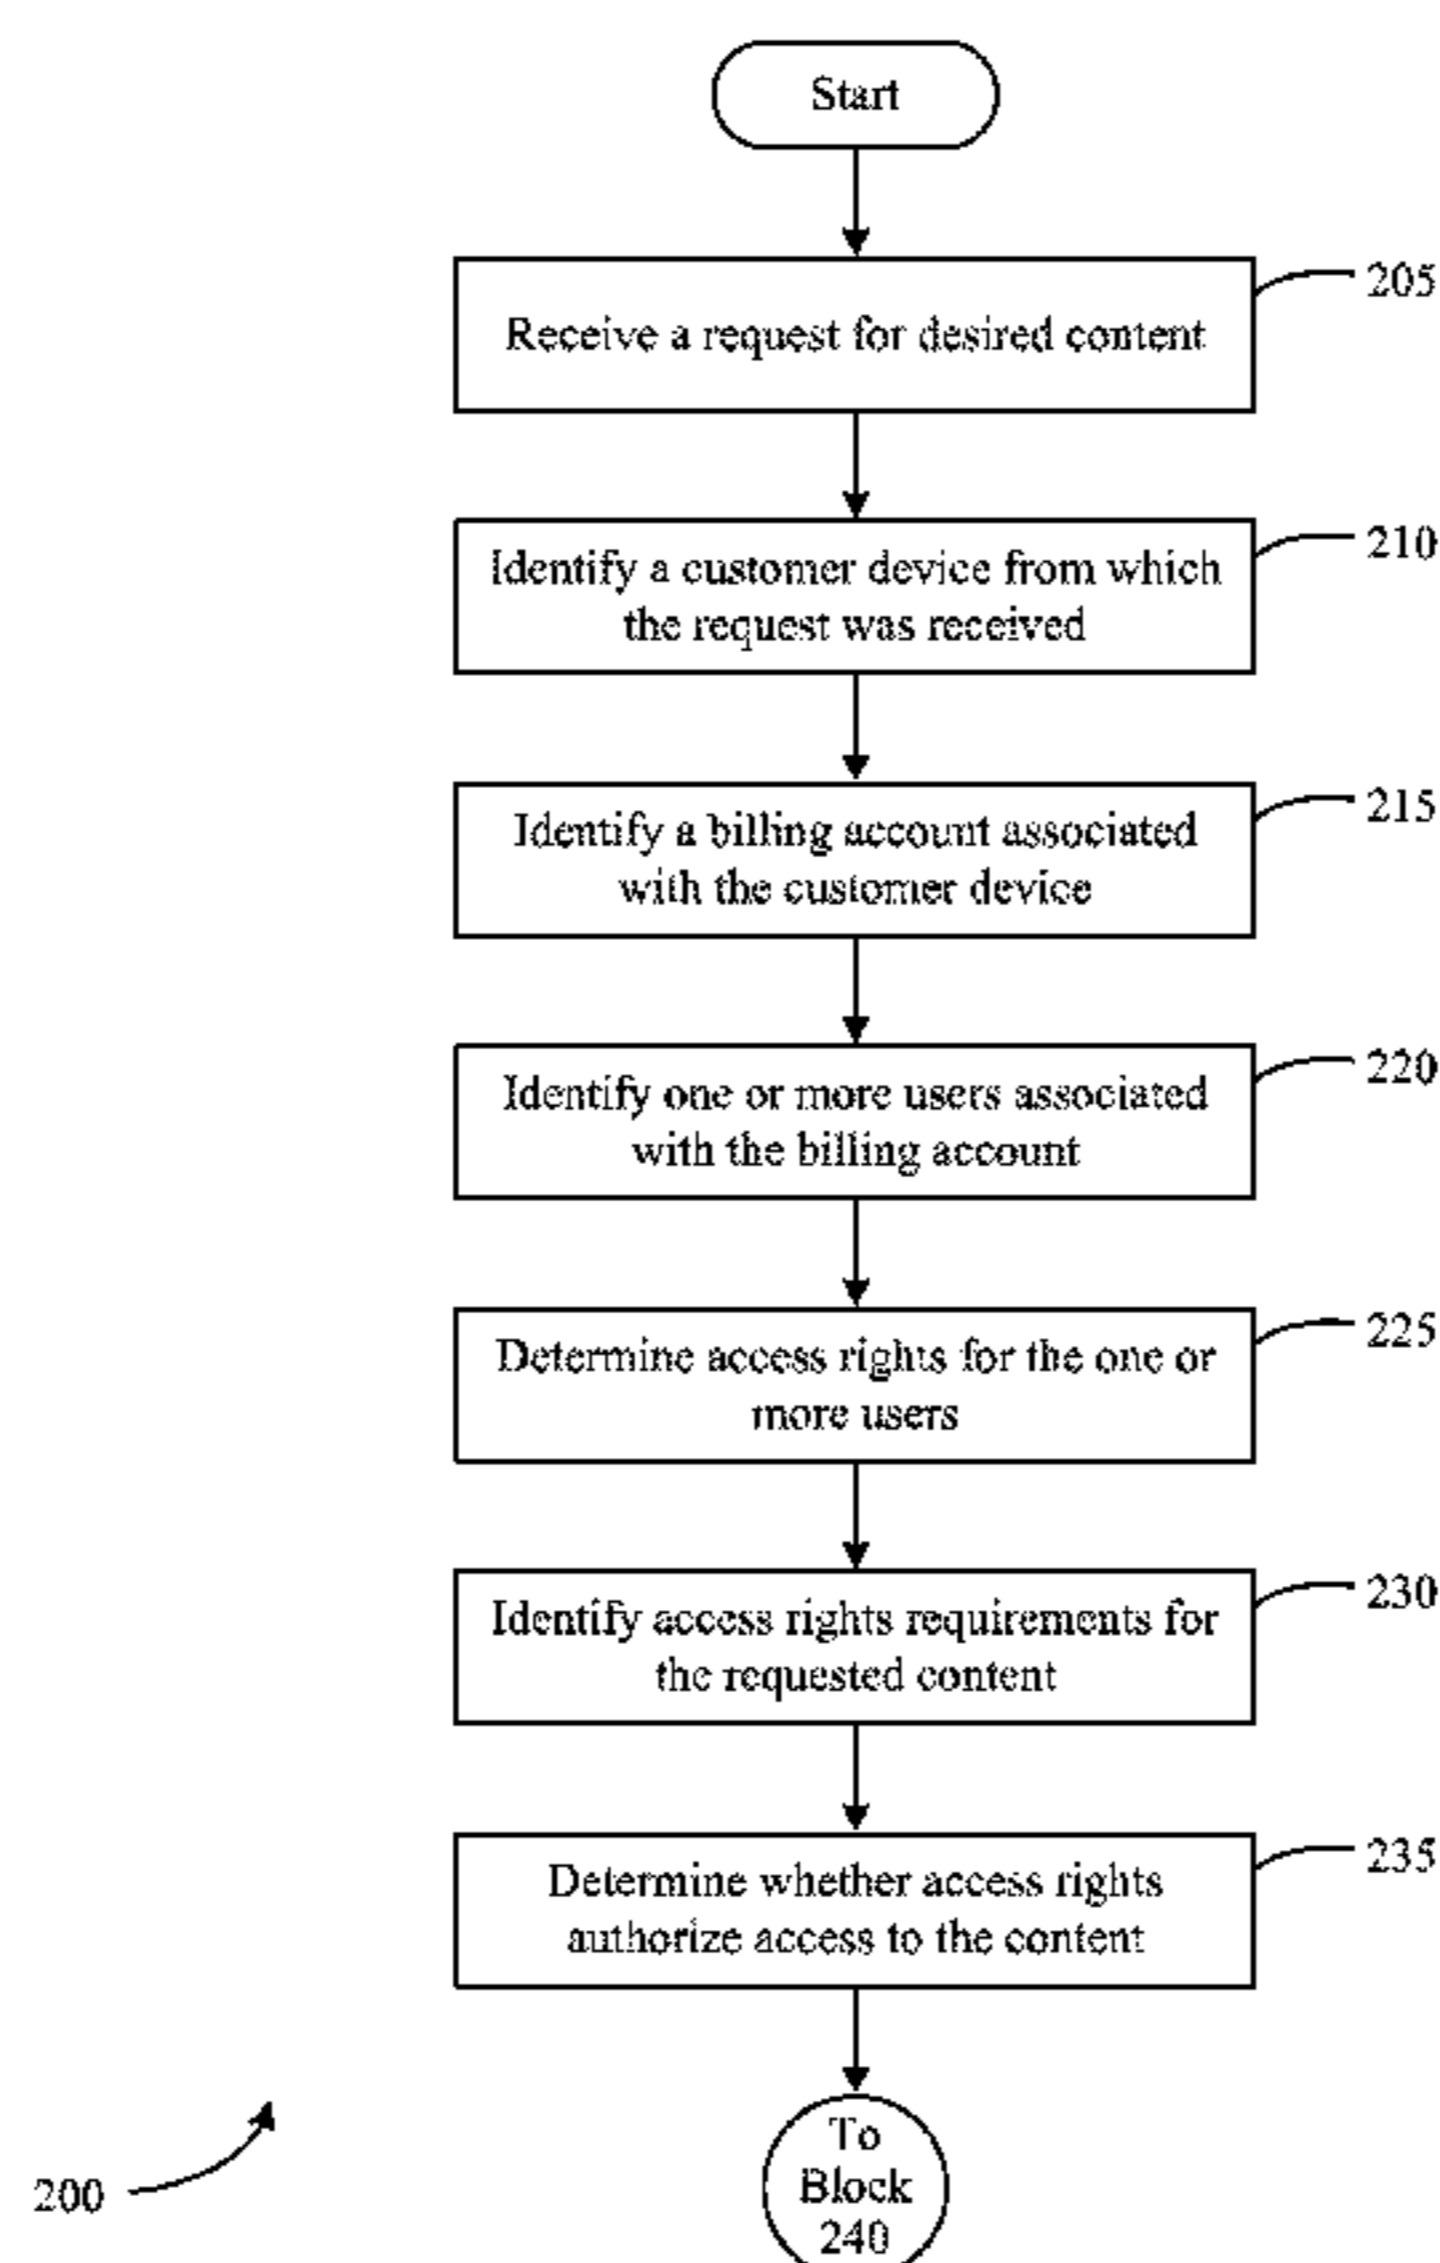 Start
205
Receive a request for desired content
210
Identify a customer device from which
the request was received
215
Identify a billing account associated
with the customer device
220
Identify one or more users associated
with the billing account
225
Determine access rights for the one or
more users
230
Identify access rights requirements for
the requested content
235
Determine whether access rights
authorize access to the content
To
Block
240
200